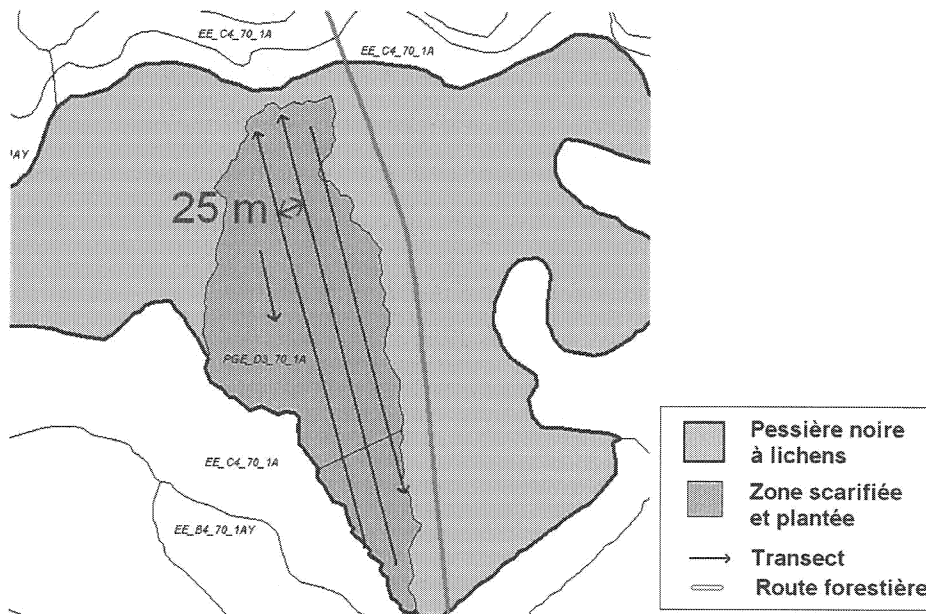 EE_C4_70_1A
EE_C4_70_1A
1AY
25 m
PGE_D3_70_1A
EE_C4_70_1A
EE_B4_70_1AY
Pessière noire
à lichens
Zone scarifiée
et plantée
Transect
Route forestière